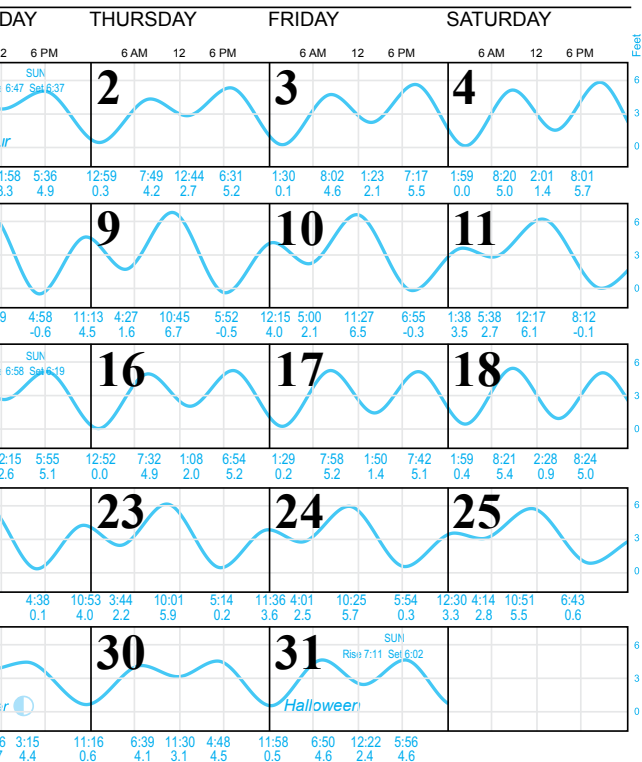 DAY THURSDAY FRIDAY SATURDAY
2 6 PM 6 AM 12 6 PM 6 AM 12 6 PM 6 AM 12 6 PM
Feet
SUN
6:47 Set 6:37
2 3 4
6
3
0
1:58 5:36 12:59 7:49 12:44 6:31 1:30 8:02 1:23 7:17 1:59 8:20 2:01 8:01
3.3 4.9 0.3 4.2 2.7 5.2 0.1 4.6 2.1 5.5 0.0 5.0 1.4 5.7
9 10 11
6
3
0
9 4:58 11:13 4:27 10:45 5:52 12:15 5:00 11:27 6:55 1:38 5:38 12:17 8:12
-0.6 4.5 1.6 6.7 -0.5 4.0 2.1 6.5 -0.3 3.5 2.7 6.1 -0.1
SUN
6:58 Set 6:19
16 17 18
6
3
0
2:15 5:55 12:52 7:32 1:08 6:54 1:29 7:58 1:50 7:42 1:59 8:21 2:28 8:24
2.6 5.1 0.0 4.9 2.0 5.2 0.2 5.2 1.4 5.1 0.4 5.4 0.9 5.0
23 24 25
6
3
0
4:38 10:53 3:44 10:01 5:14 11:36 4:01 10:25 5:54 12:30 4:14 10:51 6:43
0.1 4.0 2.2 5.9 0.2 3.6 2.5 5.7 0.3 3.3 2.8 5.5 0.6
30 31
SUN
Rise 7:11 Set 6:02
6
3
0
r Halloween
6 3:15 11:16 6:39 11:30 4:48 11:58 6:50 12:22 5:56
4.4 0.6 4.1 3.1 4.5 0.5 4.6 2.4 4.6